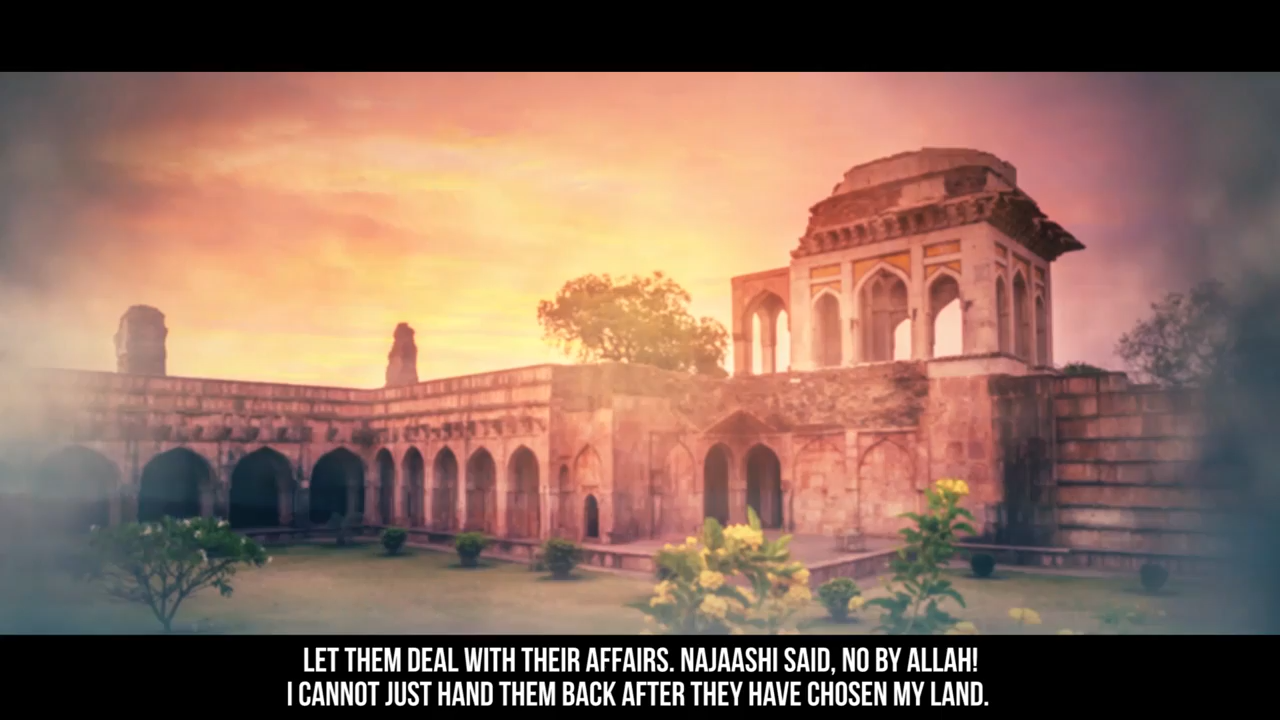 LET THEM DEAL WITH THEIR AFFAIRS. NAJAASHI SAID, NO BY ALLAH!
I CANNOT JUST HAND THEM BACK AFTER THEY HAVE CHOSEN MY LAND.